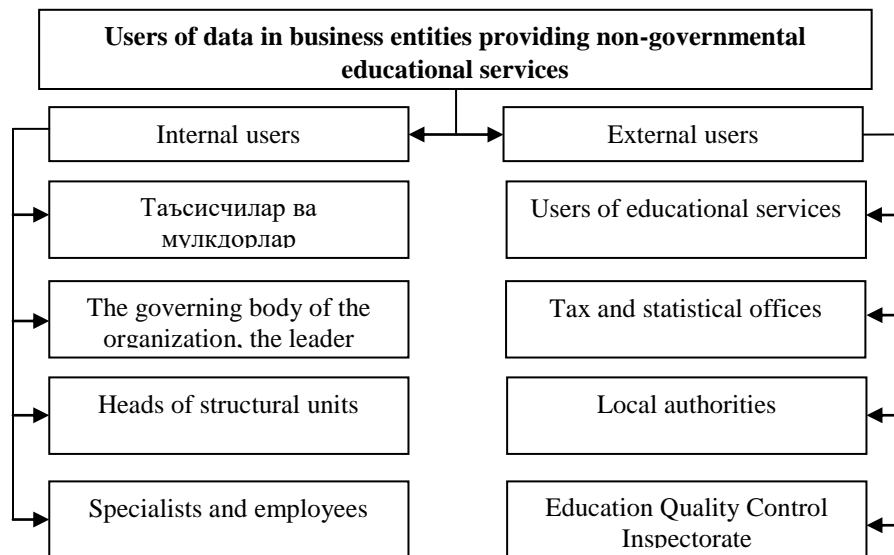 Users of data in business entities providing non-governmental
educational services
Internal users
External users
Таъсисчилар ва
мулкдорлар
Users of educational services
The governing body of the
organization, the leader
Tax and statistical offices
Heads of structural units
Local authorities
Specialists and employees
Education Quality Control
Inspectorate